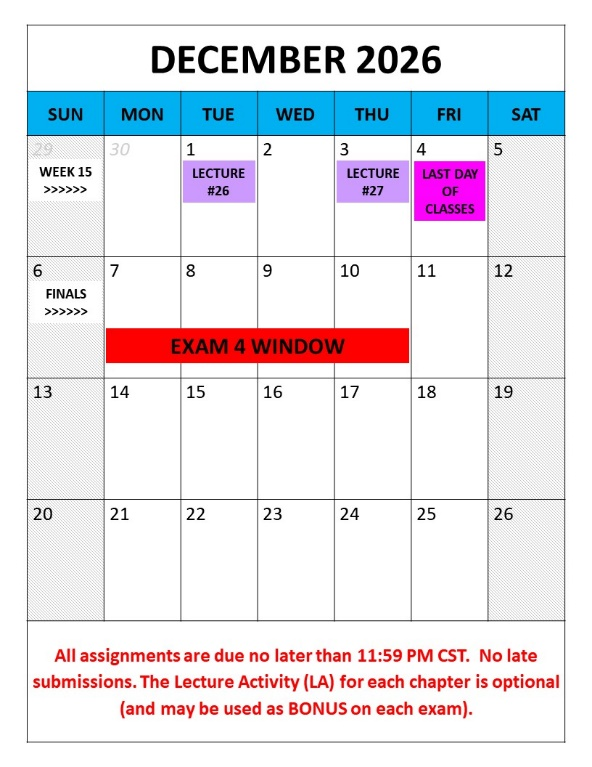 DECEMBER 2026
SUN MON TUE WED THU FRI SAT
29 30 1 2 3 4 5
WEEK 15
>>>>>>
LECTURE
#26
LECTURE
#27
LAST DAY
OF
CLASSES
6 7 8 9 10 11 12
FINALS
>>>>>>
EXAM 4 WINDOW
13 14 15 16 17 18 19
20 21 22 23 24 25 26
All assignments are due no later than 11:59 PM CST. No late
submissions. The Lecture Activity (LA) for each chapter is optional
(and may be used as BONUS on each exam).